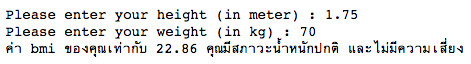 Please enter your height (in meter) : 1.75
Please enter your weight (in kg) : 70
ค่า bmi ของคุณเท่ากับ 22.86 คุณมีสภาวะน้ำหนักปกติ และไม่มีความเสี่ยง